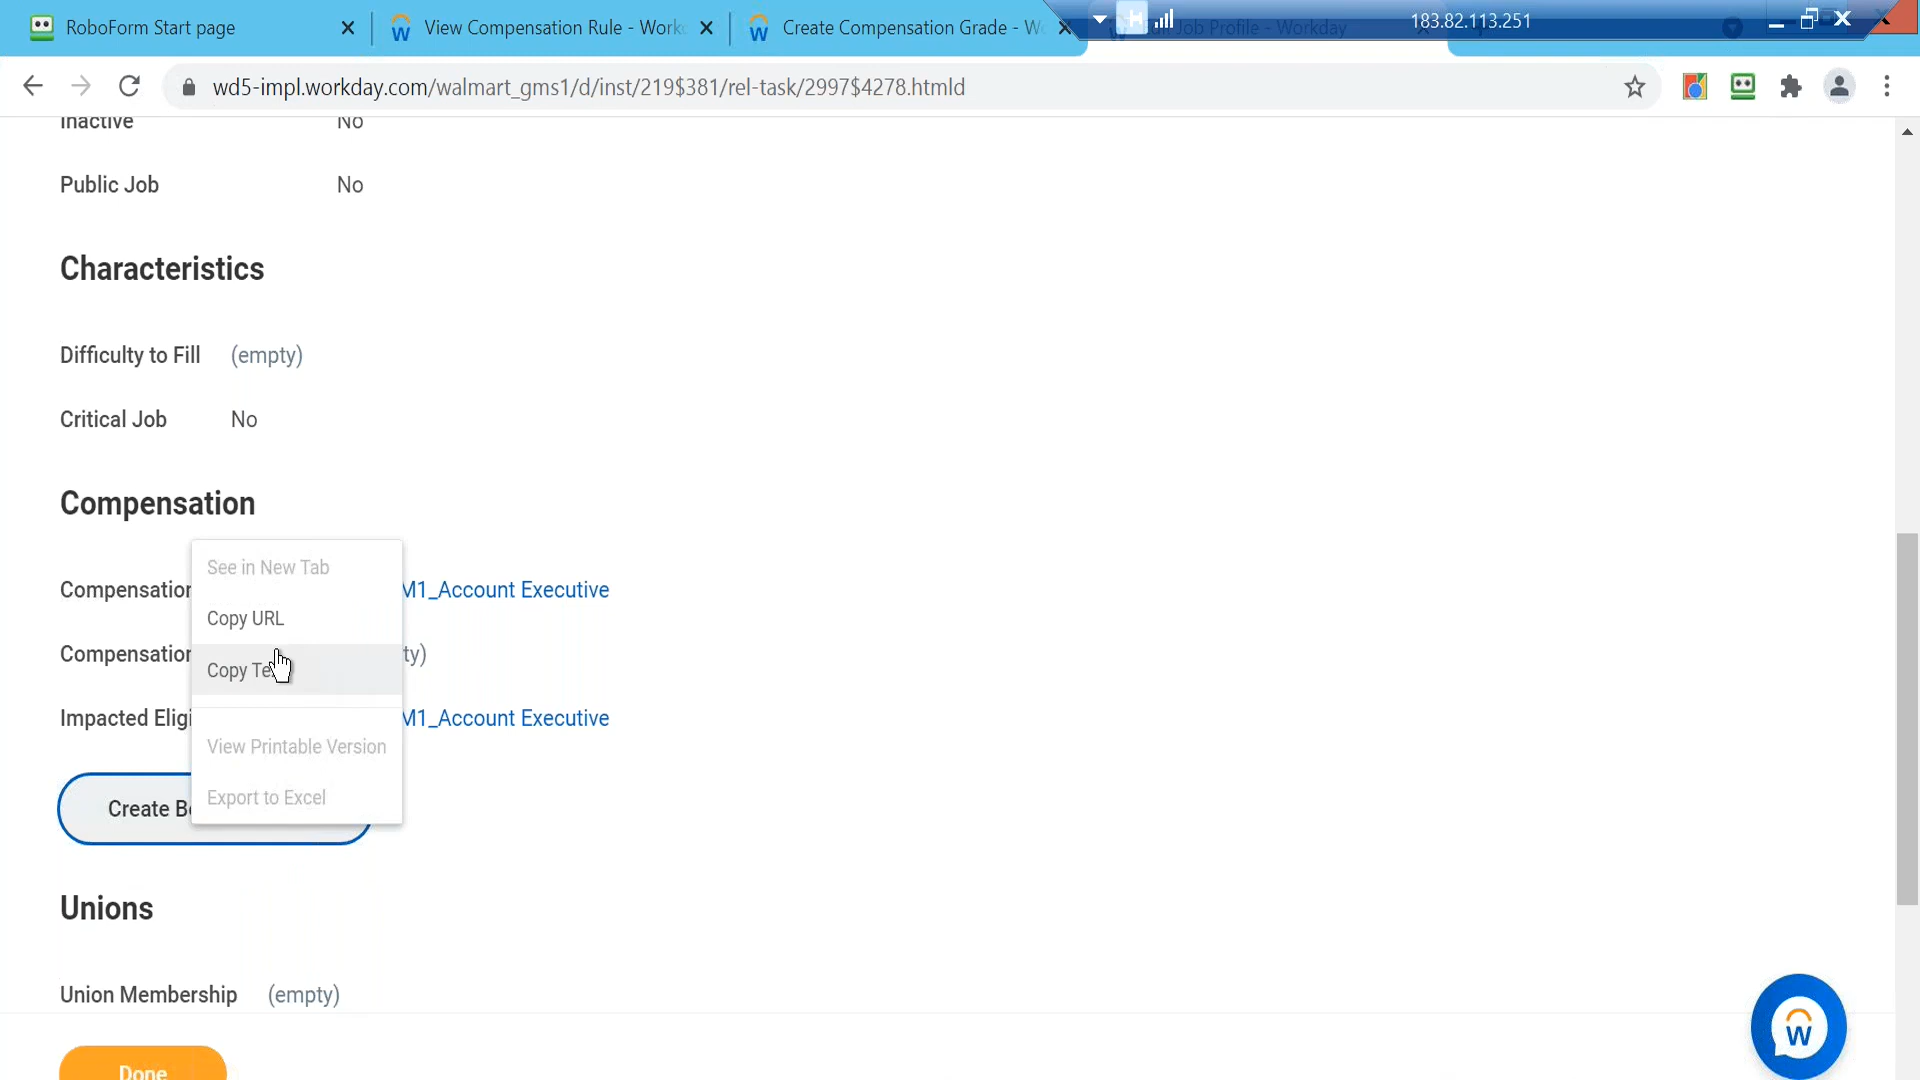 RoboForm Start page
View Compensation Rule - Work
Create Compensation Grade - W
Job Profile - Workday
183.82.113.251
wd5-impl.workday.com/walmart_gms1/d/inst/219$381/rel-task/2997$4278.htmld
Inactive No
Public Job No
Characteristics
Difficulty to Fill (empty)
Critical Job No
Compensation
See in New Tab
Compensation M1_Account Executive
Copy URL
Compensation ty)
Copy Te
Impacted Eligi M1_Account Executive
View Printable Version
Export to Excel
Create B
Unions
Union Membership (empty)
Done